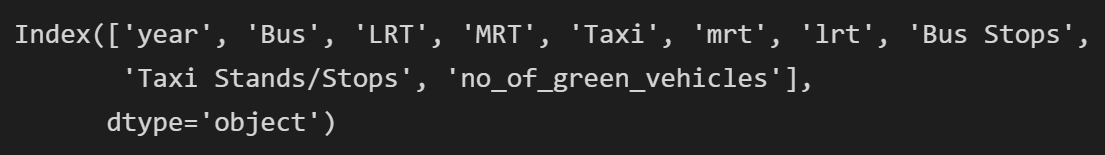 Index(['year', 'Bus', 'LRT', 'MRT', 'Taxi', 'mrt', 'lrt', 'Bus Stops',
'Taxi Stands/Stops', 'no_of_green_vehicles'],
dtype='object')